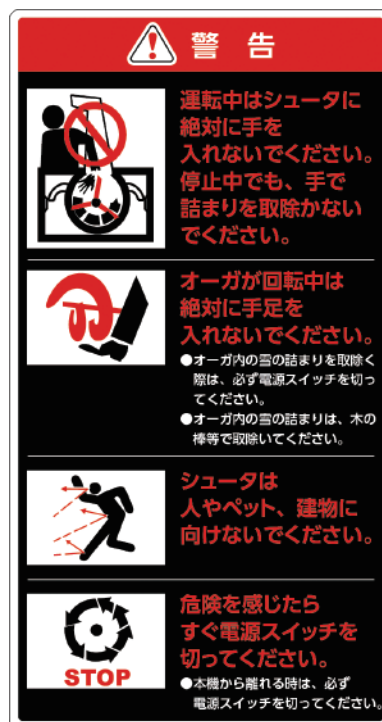 警告
運転中はシュータに
絶対に手を
入れないでください。
停止中でも、手で
詰まりを取除かない
でください。
オーガが回転中は
絶対に手足を
入れないでください。
●オーガ内の雪の詰まりを取除く
際は、必ず電源スイッチを切っ
てください。
●オーガ内の雪の詰まりは、木の
棒等で取除いてください。
シュータは
人やペット、建物に
向けないでください。
危険を感じたら
すぐ電源スイッチを
切ってください。
STOP
●本機から離れる時は、必ず
電源スイッチを切ってください。